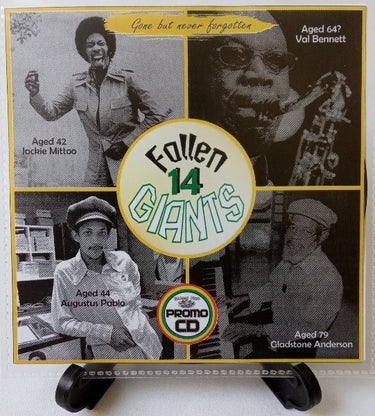 Gone but never forgotten
Aged 64?
Val Bennett
Aged 42
Jackie Mittoo
Fallen
14
GIANTS
Aged 44
Augustus Pablo
PROMO
CD
Aged 79
Gladstone Anderson